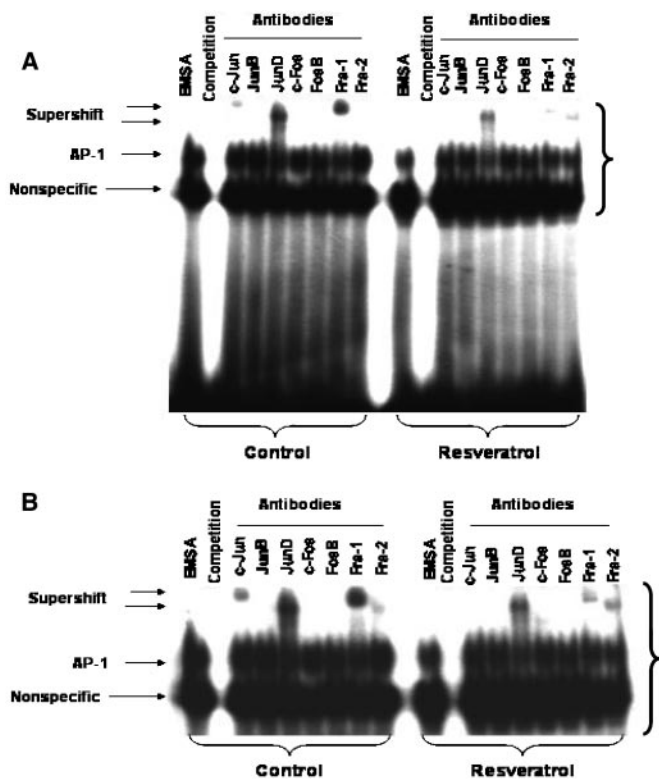 A
Antibodies
Antibodies
EMSA
Competition
c-Jun
JunB
JunD
c-Fos
FosB
Fra-1
Fra-2
EMSA
Competition
c-Jun
JunB
JunD
c-Fos
FosB
Fra-1
Fra-2
Supershift
AP-1
Nonspecific
Control
Resveratrol
B
Antibodies
Antibodies
EMSA
Competition
c-Jun
JunB
JunD
c-Fos
FosB
Fra-1
Fra-2
EMSA
Competition
c-Jun
JunB
JunD
c-Fos
FosB
Fra-1
Fra-2
Supershift
AP-1
Nonspecific
Control
Resveratrol